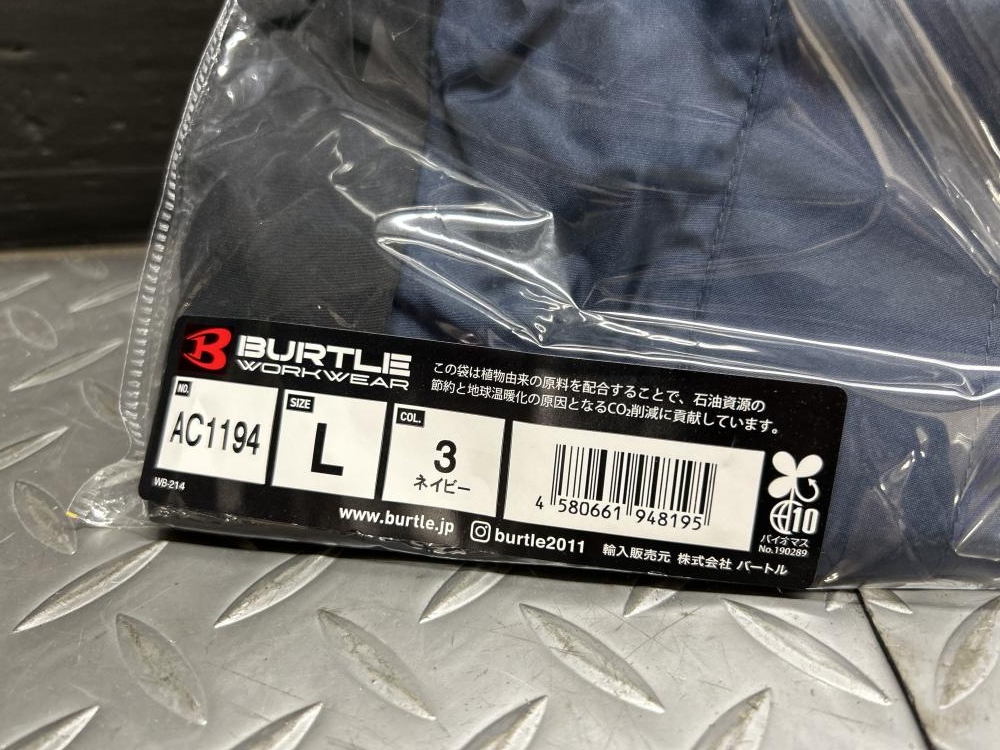 BURTLE
WORKWEAR
この袋は植物由来の原料を配合することで、石油資源の
節約と地球温暖化の原因となるCO₂削減に貢献しています。
NO.
AC1194
SIZE
L
COL.
3
ネイビー
4 580661 948195
10
バイオマス
No.190289
WB-214
www.burtle.jp
burtle2011
輸入販売元 株式会社 バートル